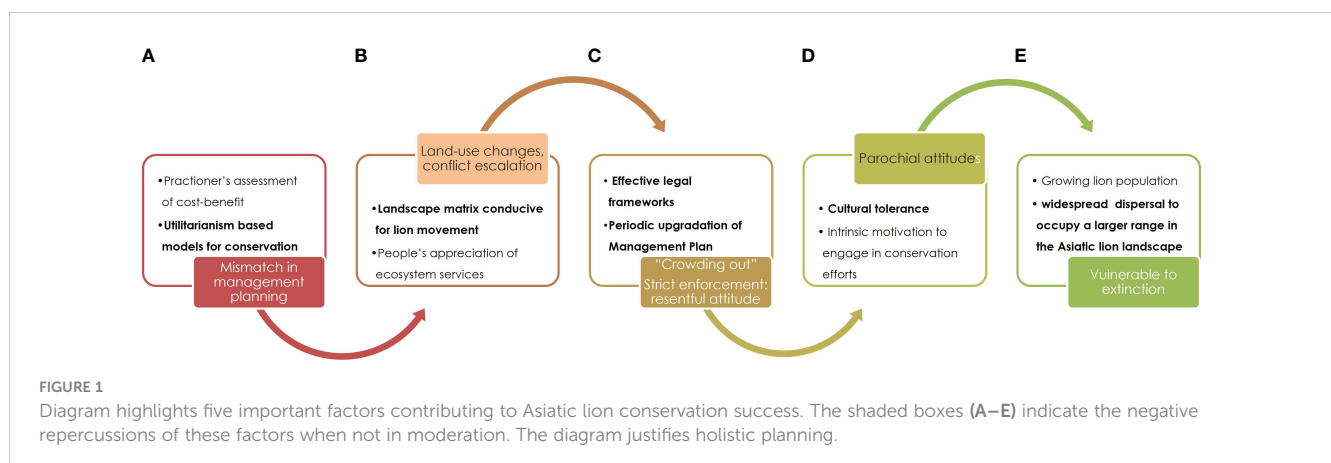 A
B
C
D
E
•Practioner's assessment
of cost-benefit
•Utilitarianism based
models for conservation
Mismatch in
management
planning
Land-use changes,
conflict escalation
•Landscape matrix conducive
for lion movement
•People's appreciation of
ecosystem services
• Effective legal
frameworks
•Periodic upgradation of
Management Plan
"Crowding out"
Strict enforcement:
resentful attitude
Parochial attitudes
• Cultural tolerance
• Intrinsic motivation to
engage in conservation
efforts
• Growing lion population
• widespread dispersal to
occupy a larger range in
the Asiatic lion landscape
Vulnerable to
extinction
FIGURE 1
Diagram highlights five important factors contributing to Asiatic lion conservation success. The shaded boxes (A–E) indicate the negative
repercussions of these factors when not in moderation. The diagram justifies holistic planning.